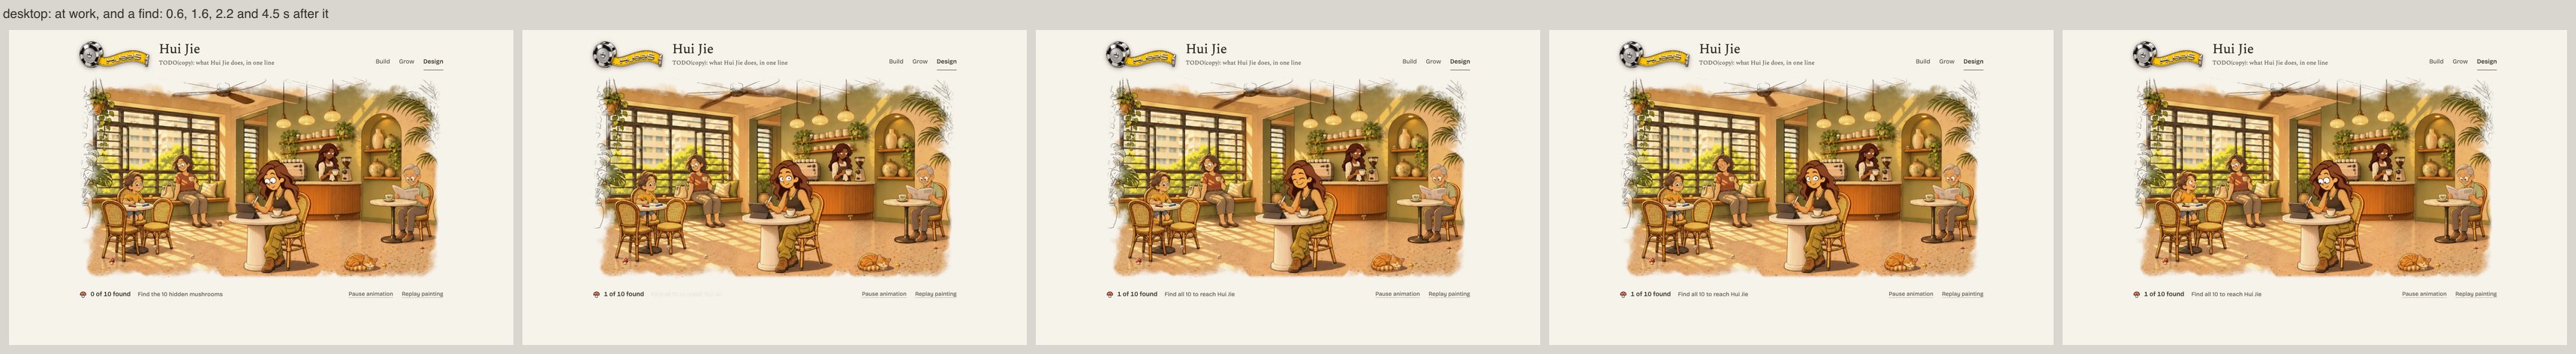 desktop: at work, and a find: 0.6, 1.6, 2.2 and 4.5 s after it
Hui Jie
TODO(copy): what Hui Jie does, in one line
Build Grow Design
0 of 10 found Find the 10 hidden mushrooms
Pause animation Replay painting
Hui Jie
TODO(copy): what Hui Jie does, in one line
Build Grow Design
1 of 10 found
Pause animation Replay painting
Hui Jie
TODO(copy): what Hui Jie does, in one line
Build Grow Design
1 of 10 found Find all 10 to reach Hui Jie
Pause animation Replay painting
Hui Jie
TODO(copy): what Hui Jie does, in one line
Build Grow Design
1 of 10 found Find all 10 to reach Hui Jie
Pause animation Replay painting
Hui Jie
TODO(copy): what Hui Jie does, in one line
Build Grow Design
1 of 10 found Find all 10 to reach Hui Jie
Pause animation Replay painting